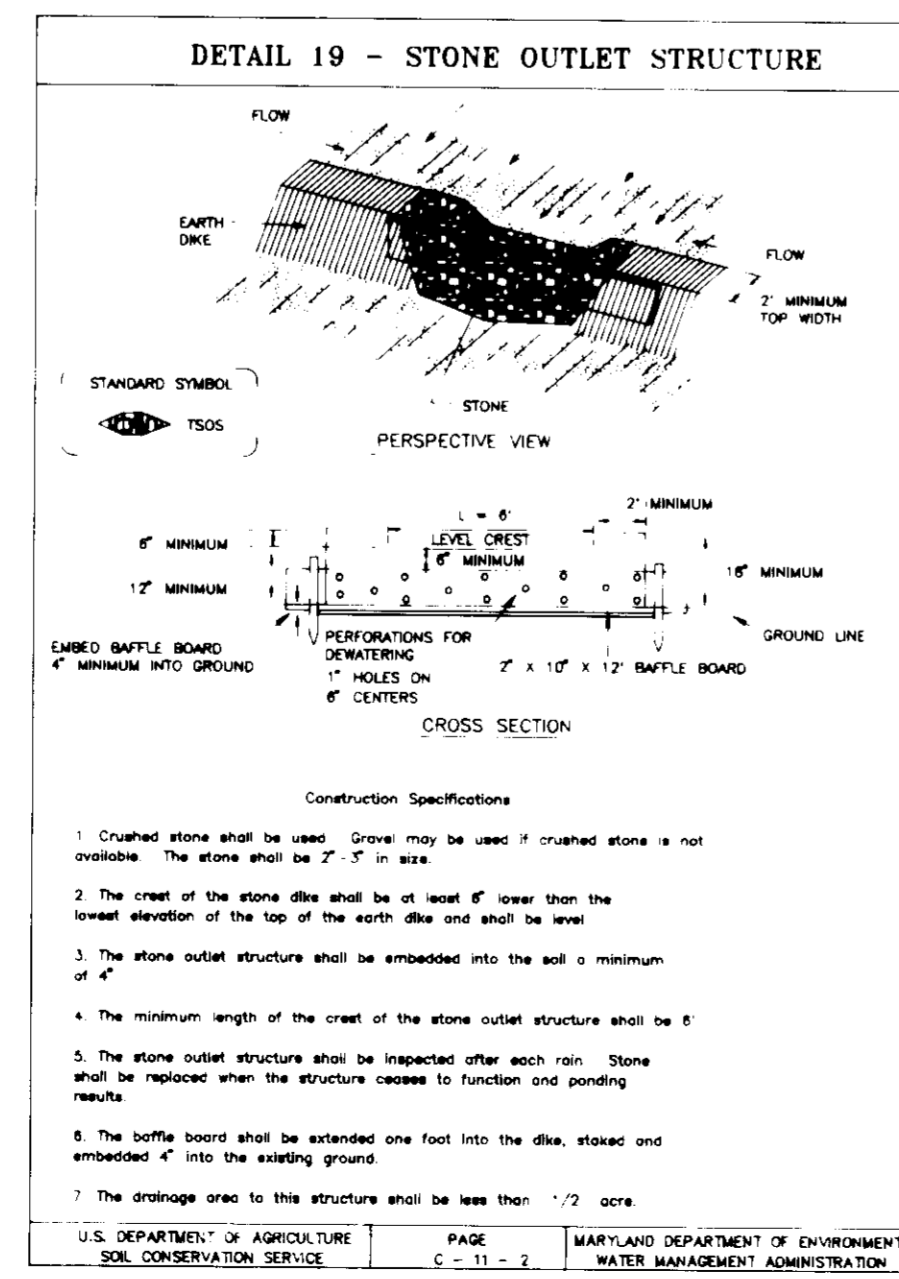 DETAIL 19 - STONE OUTLET STRUCTURE
FLOW
EARTH
DIKE
FLOW
2' MINIMUM
TOP WIDTH
STANDARD SYMBOL
TSOS
STONE
PERSPECTIVE VIEW
2' MINIMUM
L = 6'
LEVEL CREST
6" MINIMUM
6" MINIMUM
12" MINIMUM
18" MINIMUM
EMBED BAFFLE BOARD
4" MINIMUM INTO GROUND
PERFORATIONS FOR
DEWATERING
1" HOLES ON
6" CENTERS
2" X 10" X 12' BAFFLE BOARD
GROUND LINE
CROSS SECTION
Construction Specifications
1 Crushed stone shall be used Gravel may be used if crushed stone is not
available. The stone shall be 2" - 3" in size.
2. The crest of the stone dike shall be at least 6" lower than the
lowest elevation of the top of the earth dike and shall be level
3. The stone outlet structure shall be embedded into the soil a minimum
of 4"
4. The minimum length of the crest of the stone outlet structure shall be 6'
5. The stone outlet structure shall be inspected after each rain Stone
shall be replaced when the structure ceases to function and ponding
results.
6. The baffle board shall be extended one foot into the dike, staked and
embedded 4" into the existing ground.
7 The drainage area to this structure shall be less than 1/2 acre.
U.S. DEPARTMENT OF AGRICULTURE
SOIL CONSERVATION SERVICE
PAGE
C - 11 - 2
MARYLAND DEPARTMENT OF ENVIRONMENT
WATER MANAGEMENT ADMINISTRATION